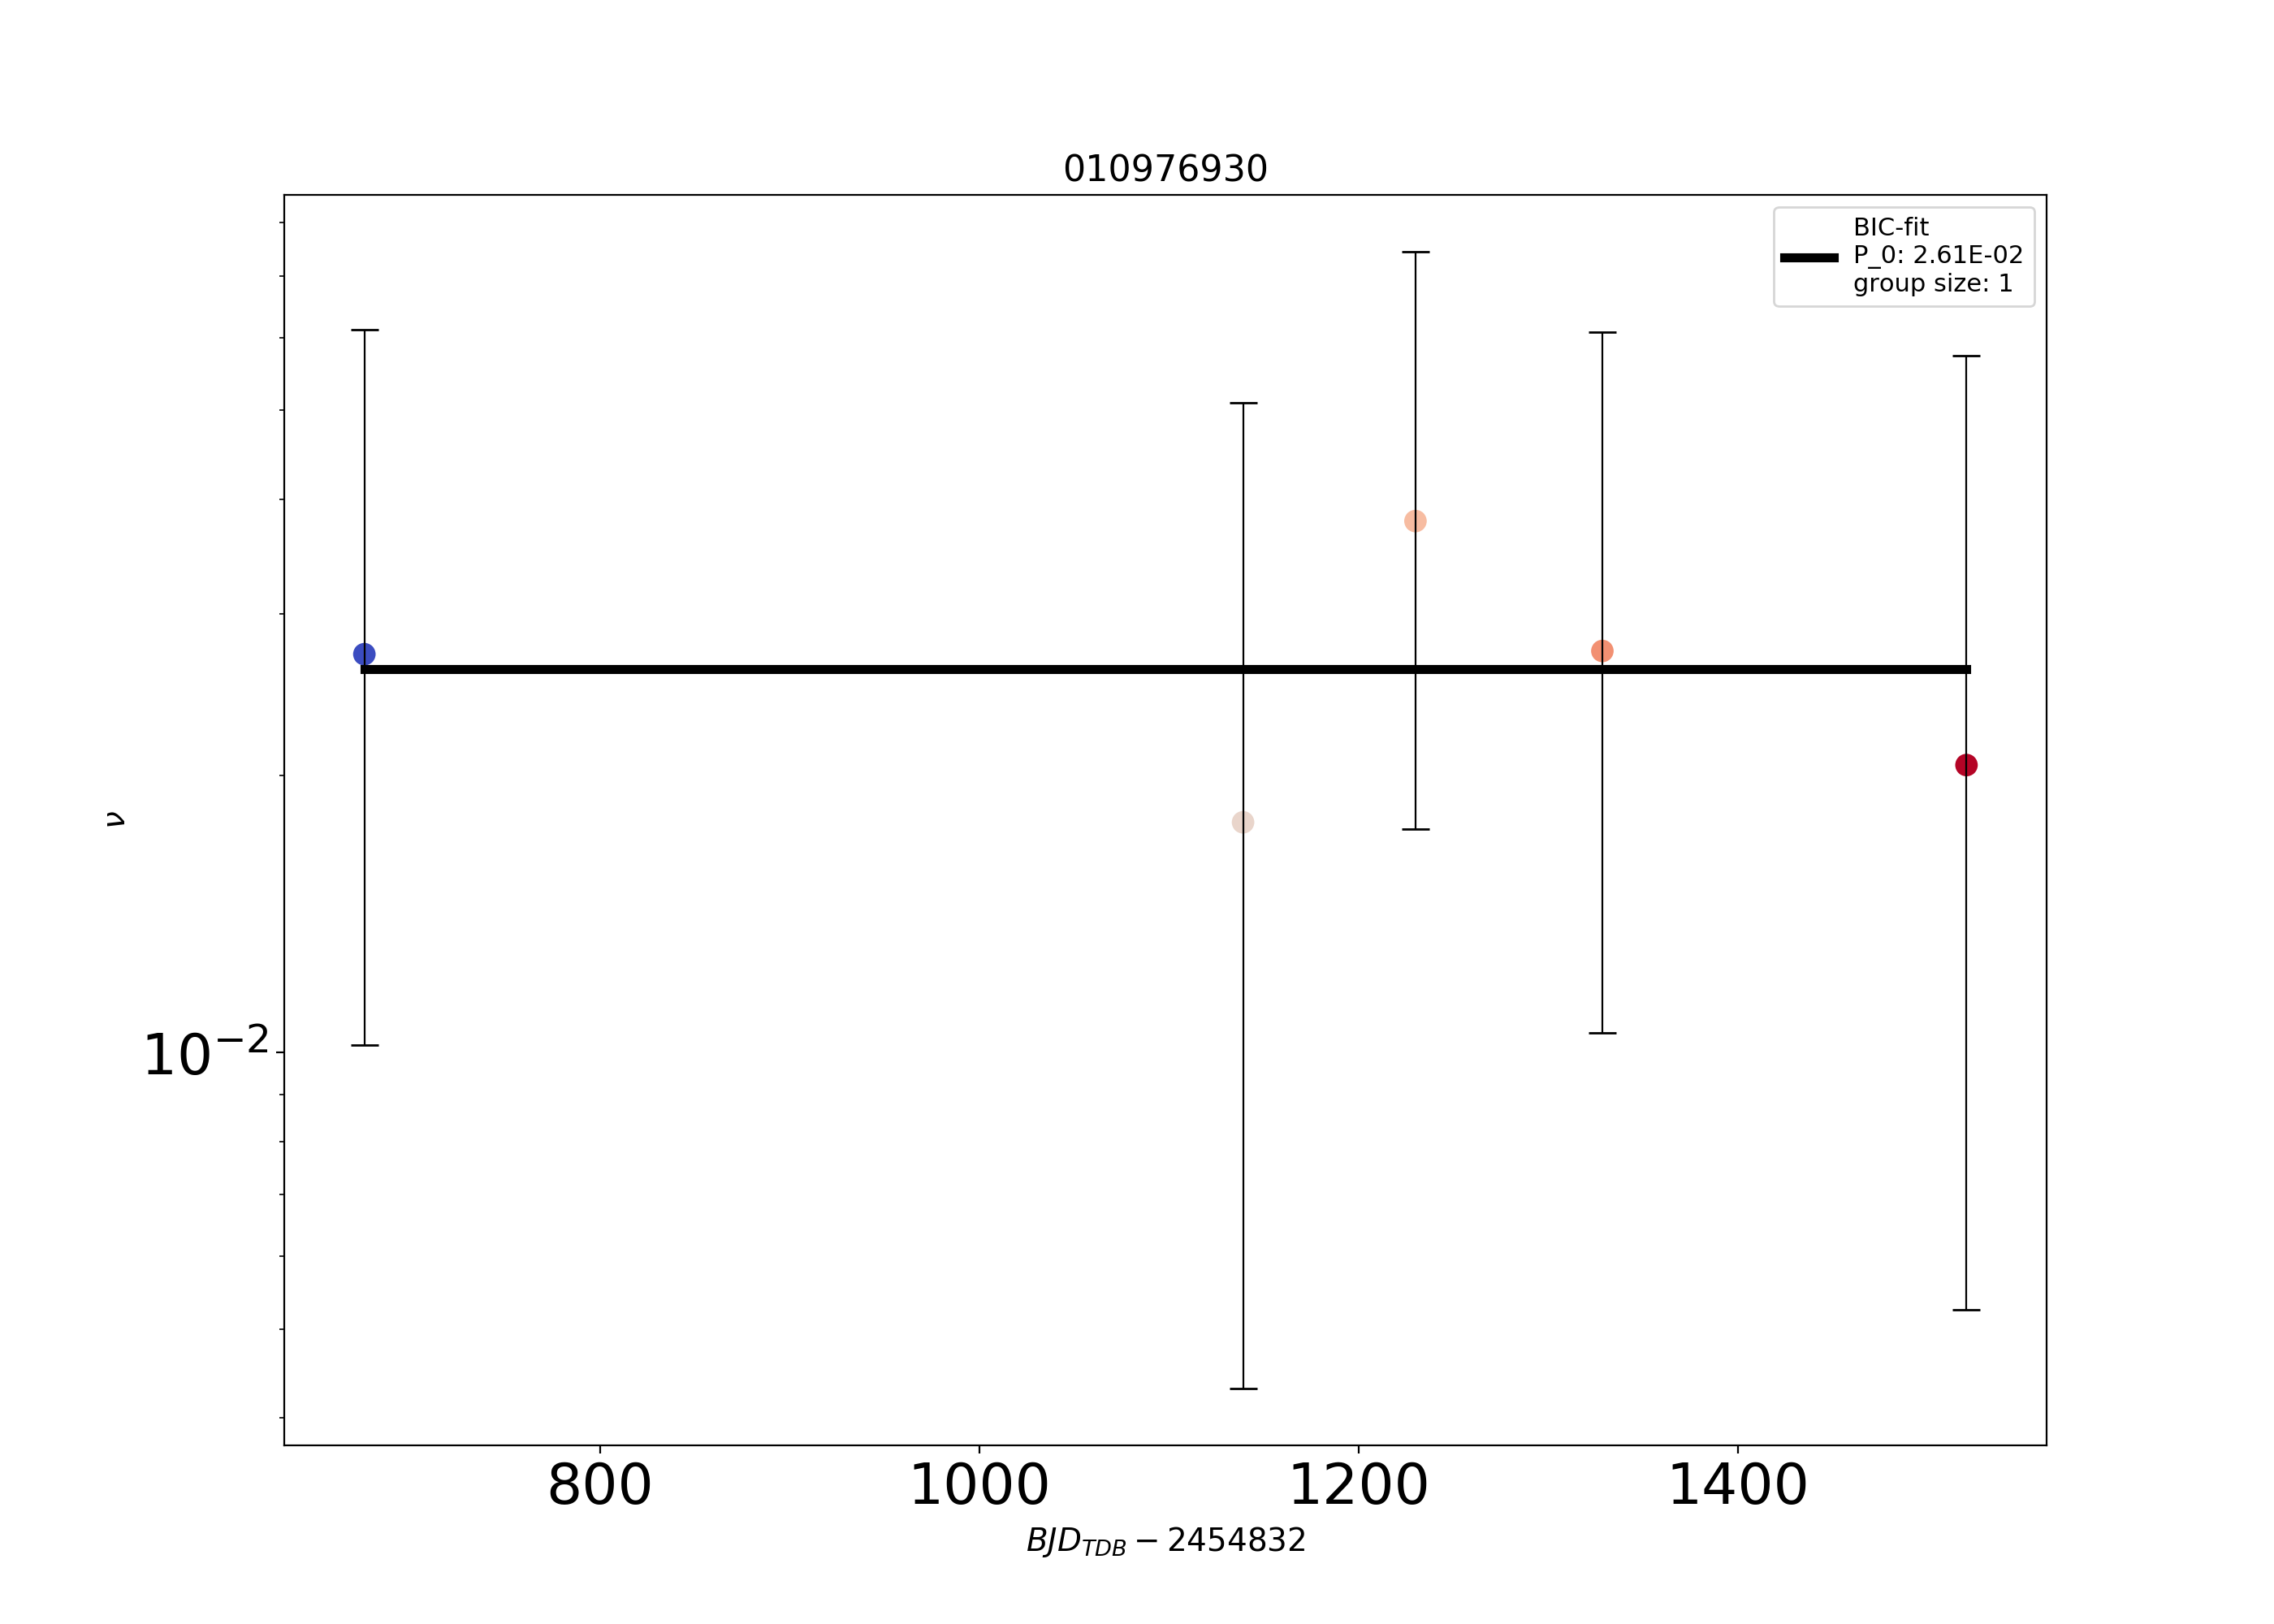 010976930
BIC-fit
P_0: 2.61E-02
group size: 1
ν
10⁻²
800 1000 1200 1400
BJD_TDB − 2454832